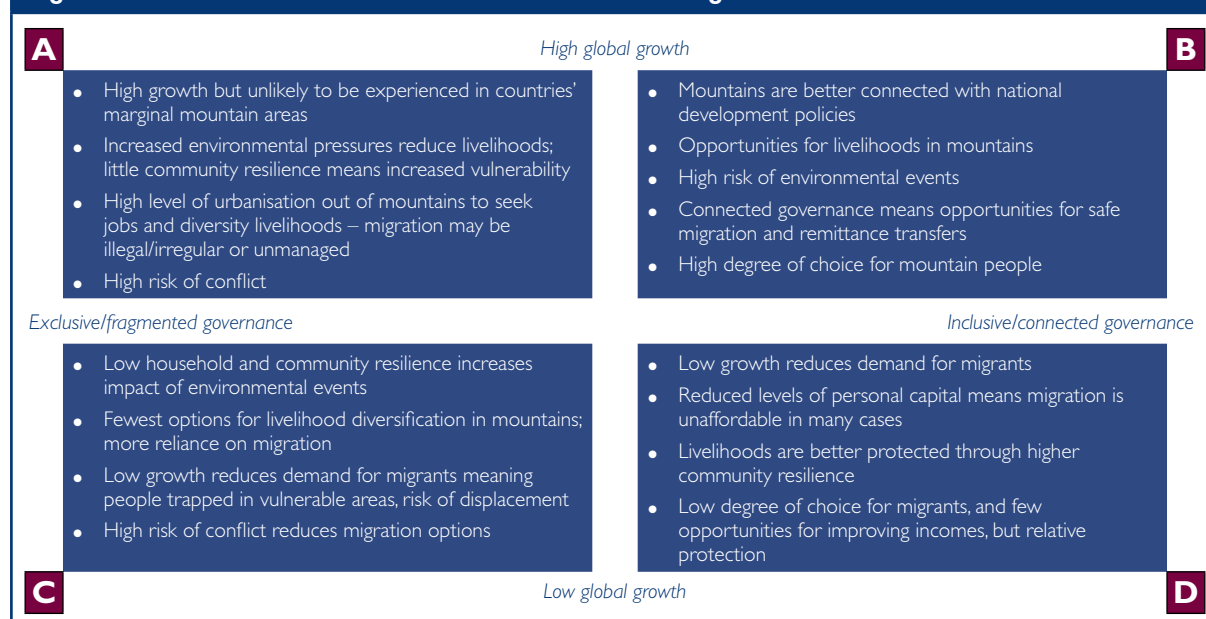 A
High global growth
B
• High growth but unlikely to be experienced in countries'
marginal mountain areas
• Increased environmental pressures reduce livelihoods;
little community resilience means increased vulnerability
• High level of urbanisation out of mountains to seek
jobs and diversity livelihoods – migration may be
illegal/irregular or unmanaged
• High risk of conflict
• Mountains are better connected with national
development policies
• Opportunities for livelihoods in mountains
• High risk of environmental events
• Connected governance means opportunities for safe
migration and remittance transfers
• High degree of choice for mountain people
Exclusive/fragmented governance
Inclusive/connected governance
• Low household and community resilience increases
impact of environmental events
• Fewest options for livelihood diversification in mountains;
more reliance on migration
• Low growth reduces demand for migrants meaning
people trapped in vulnerable areas, risk of displacement
• High risk of conflict reduces migration options
• Low growth reduces demand for migrants
• Reduced levels of personal capital means migration is
unaffordable in many cases
• Livelihoods are better protected through higher
community resilience
• Low degree of choice for migrants, and few
opportunities for improving incomes, but relative
protection
C
Low global growth
D